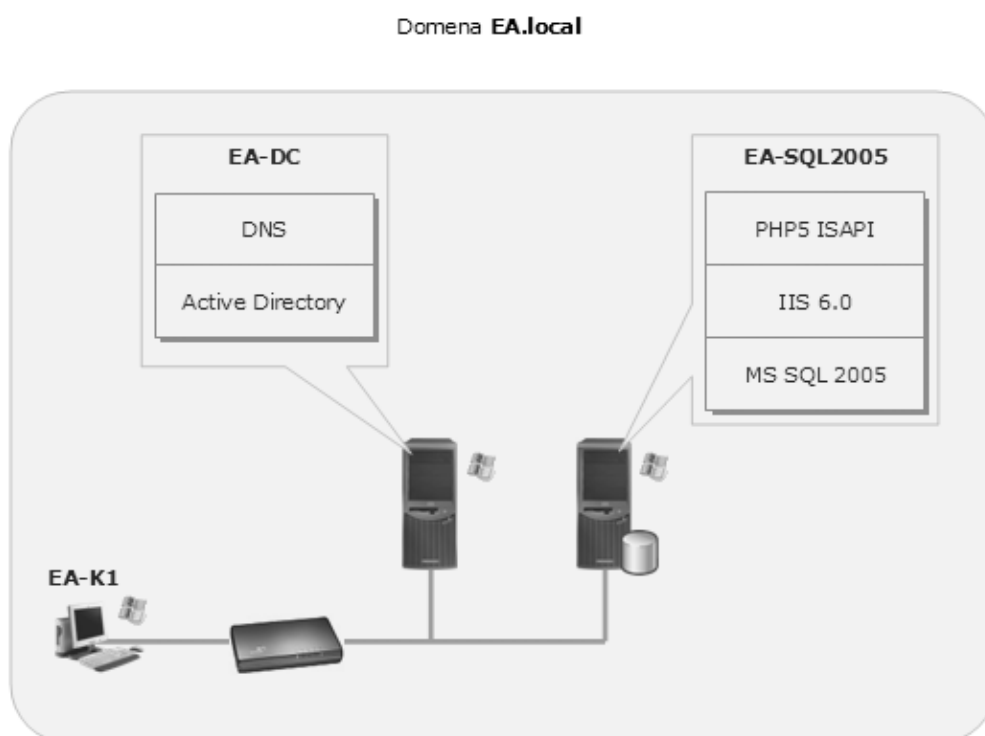 Domena EA.local
EA-DC
DNS
Active Directory
EA-SQL2005
PHP5 ISAPI
IIS 6.0
MS SQL 2005
EA-K1